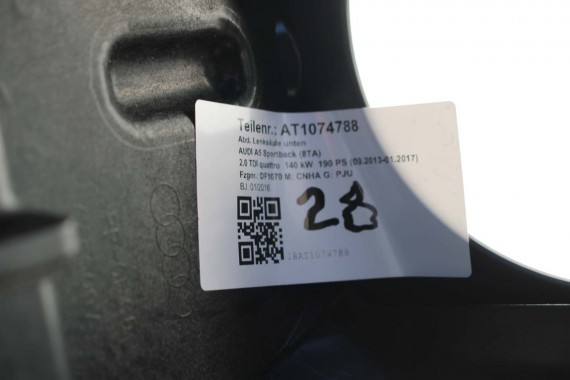 Teilenr.: AT1074788
Abd. Lenksäule unten
AUDI A5 Sportback (8TA)
2.0 TDI quattro 140 kW 190 PS (09.2013-01.2017)
Fzgnr. DF1670 M: CNHA G: PJU
BJ: 01/2016
28
18AT1074788